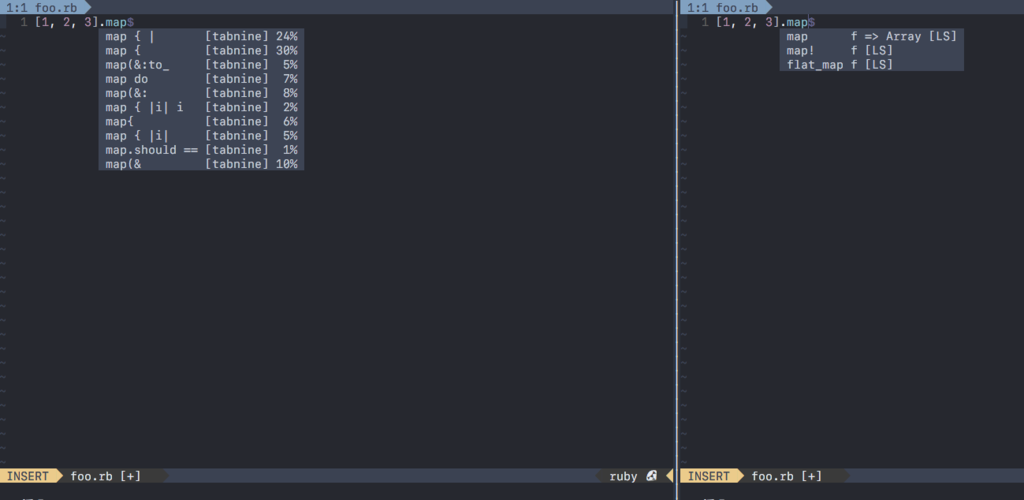 1:1 foo.rb
1 [1, 2, 3].map$
map { | [tabnine] 24%
map { [tabnine] 30%
map(&:to_ [tabnine] 5%
map do [tabnine] 7%
map(&: [tabnine] 8%
map { |i| i [tabnine] 2%
map{ [tabnine] 6%
map { |i| [tabnine] 5%
map.should == [tabnine] 1%
map(& [tabnine] 10%
INSERT foo.rb [+] ruby
1:1 foo.rb
1 [1, 2, 3].map$
map f => Array [LS]
map! f [LS]
flat_map f [LS]
INSERT foo.rb [+]